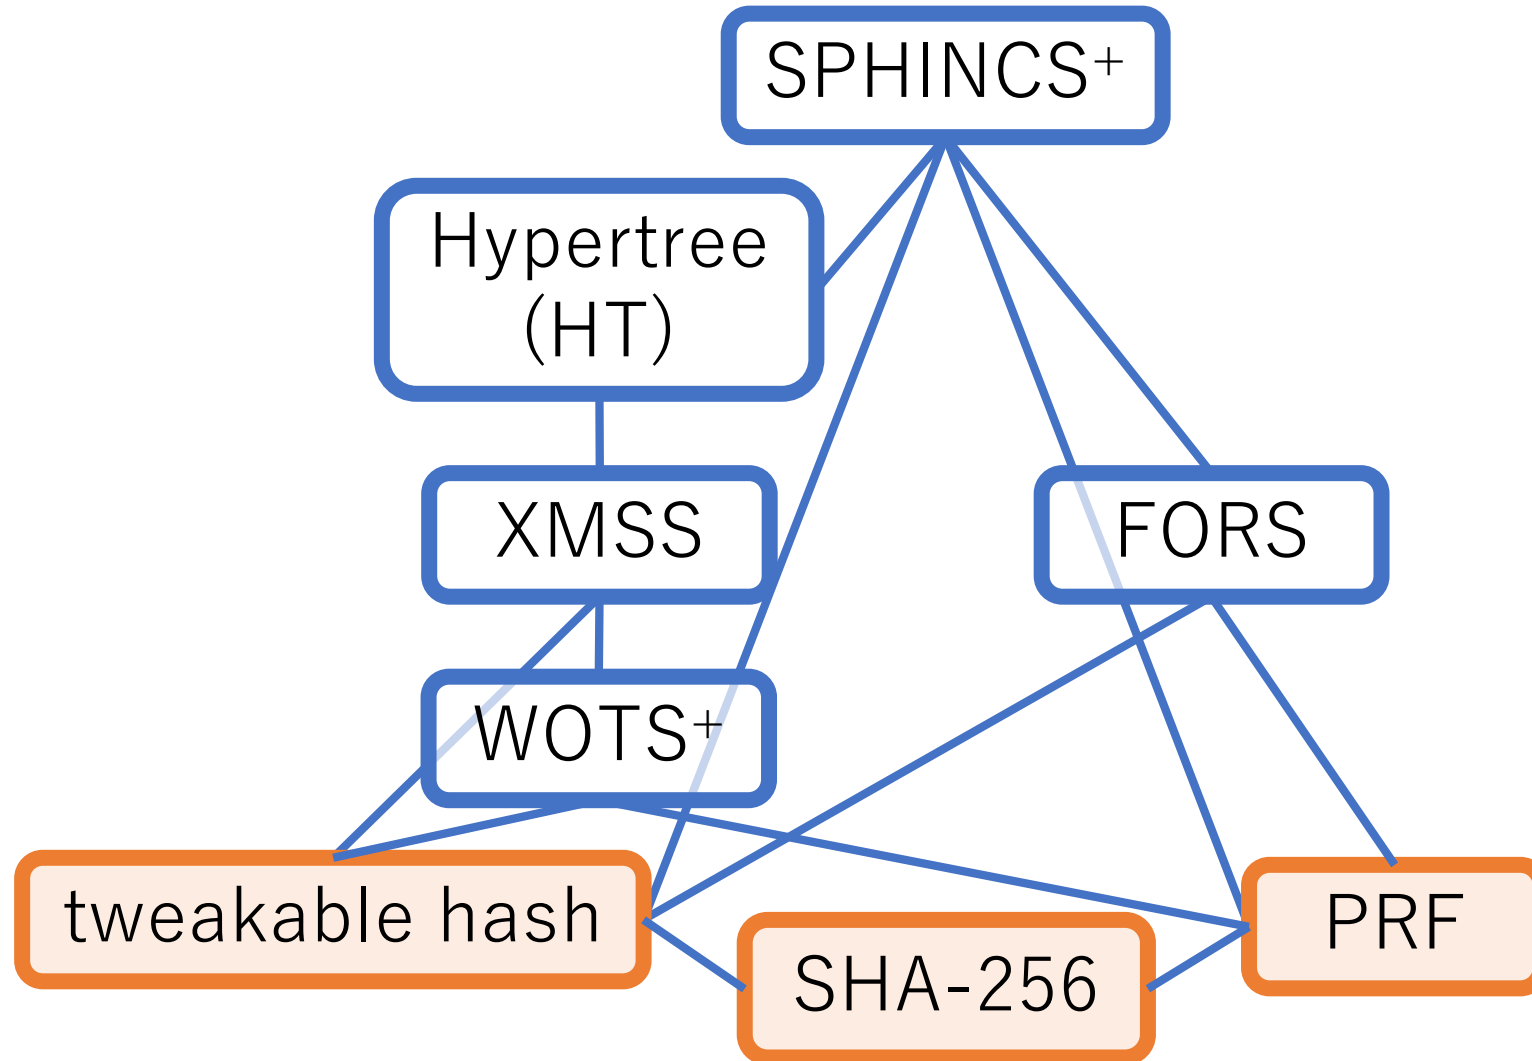 SPHINCS⁺
Hypertree
(HT)
XMSS
FORS
WOTS⁺
tweakable hash
SHA-256
PRF